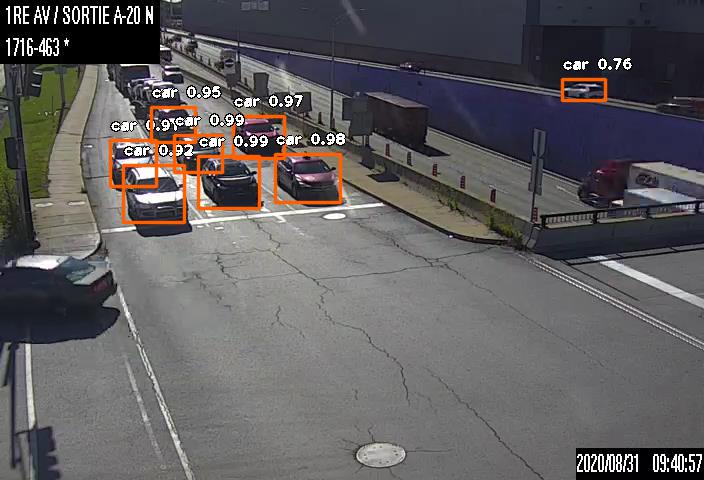 1RE AV / SORTIE A-20 N
1716-463 *
car 0.76
car 0.95
car 0.97
car 0.99
car 0.98
car 0.99
car 0.92
2020/08/31 09:40:57